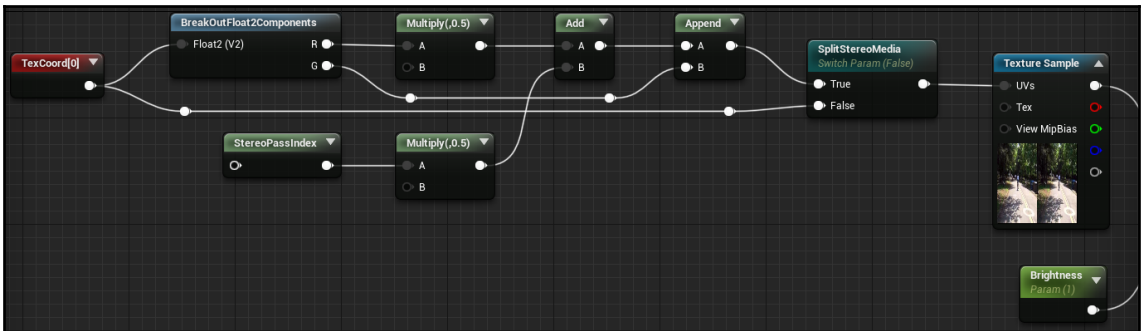 TexCoord[0]
BreakOutFloat2Components
Float2 (V2)
R
G
Multiply(,0.5)
A
B
Add
A
B
Append
A
B
SplitStereoMedia
Switch Param (False)
True
False
Texture Sample
UVs
Tex
View MipBias
StereoPassIndex
Multiply(,0.5)
A
B
Brightness
Param (1)